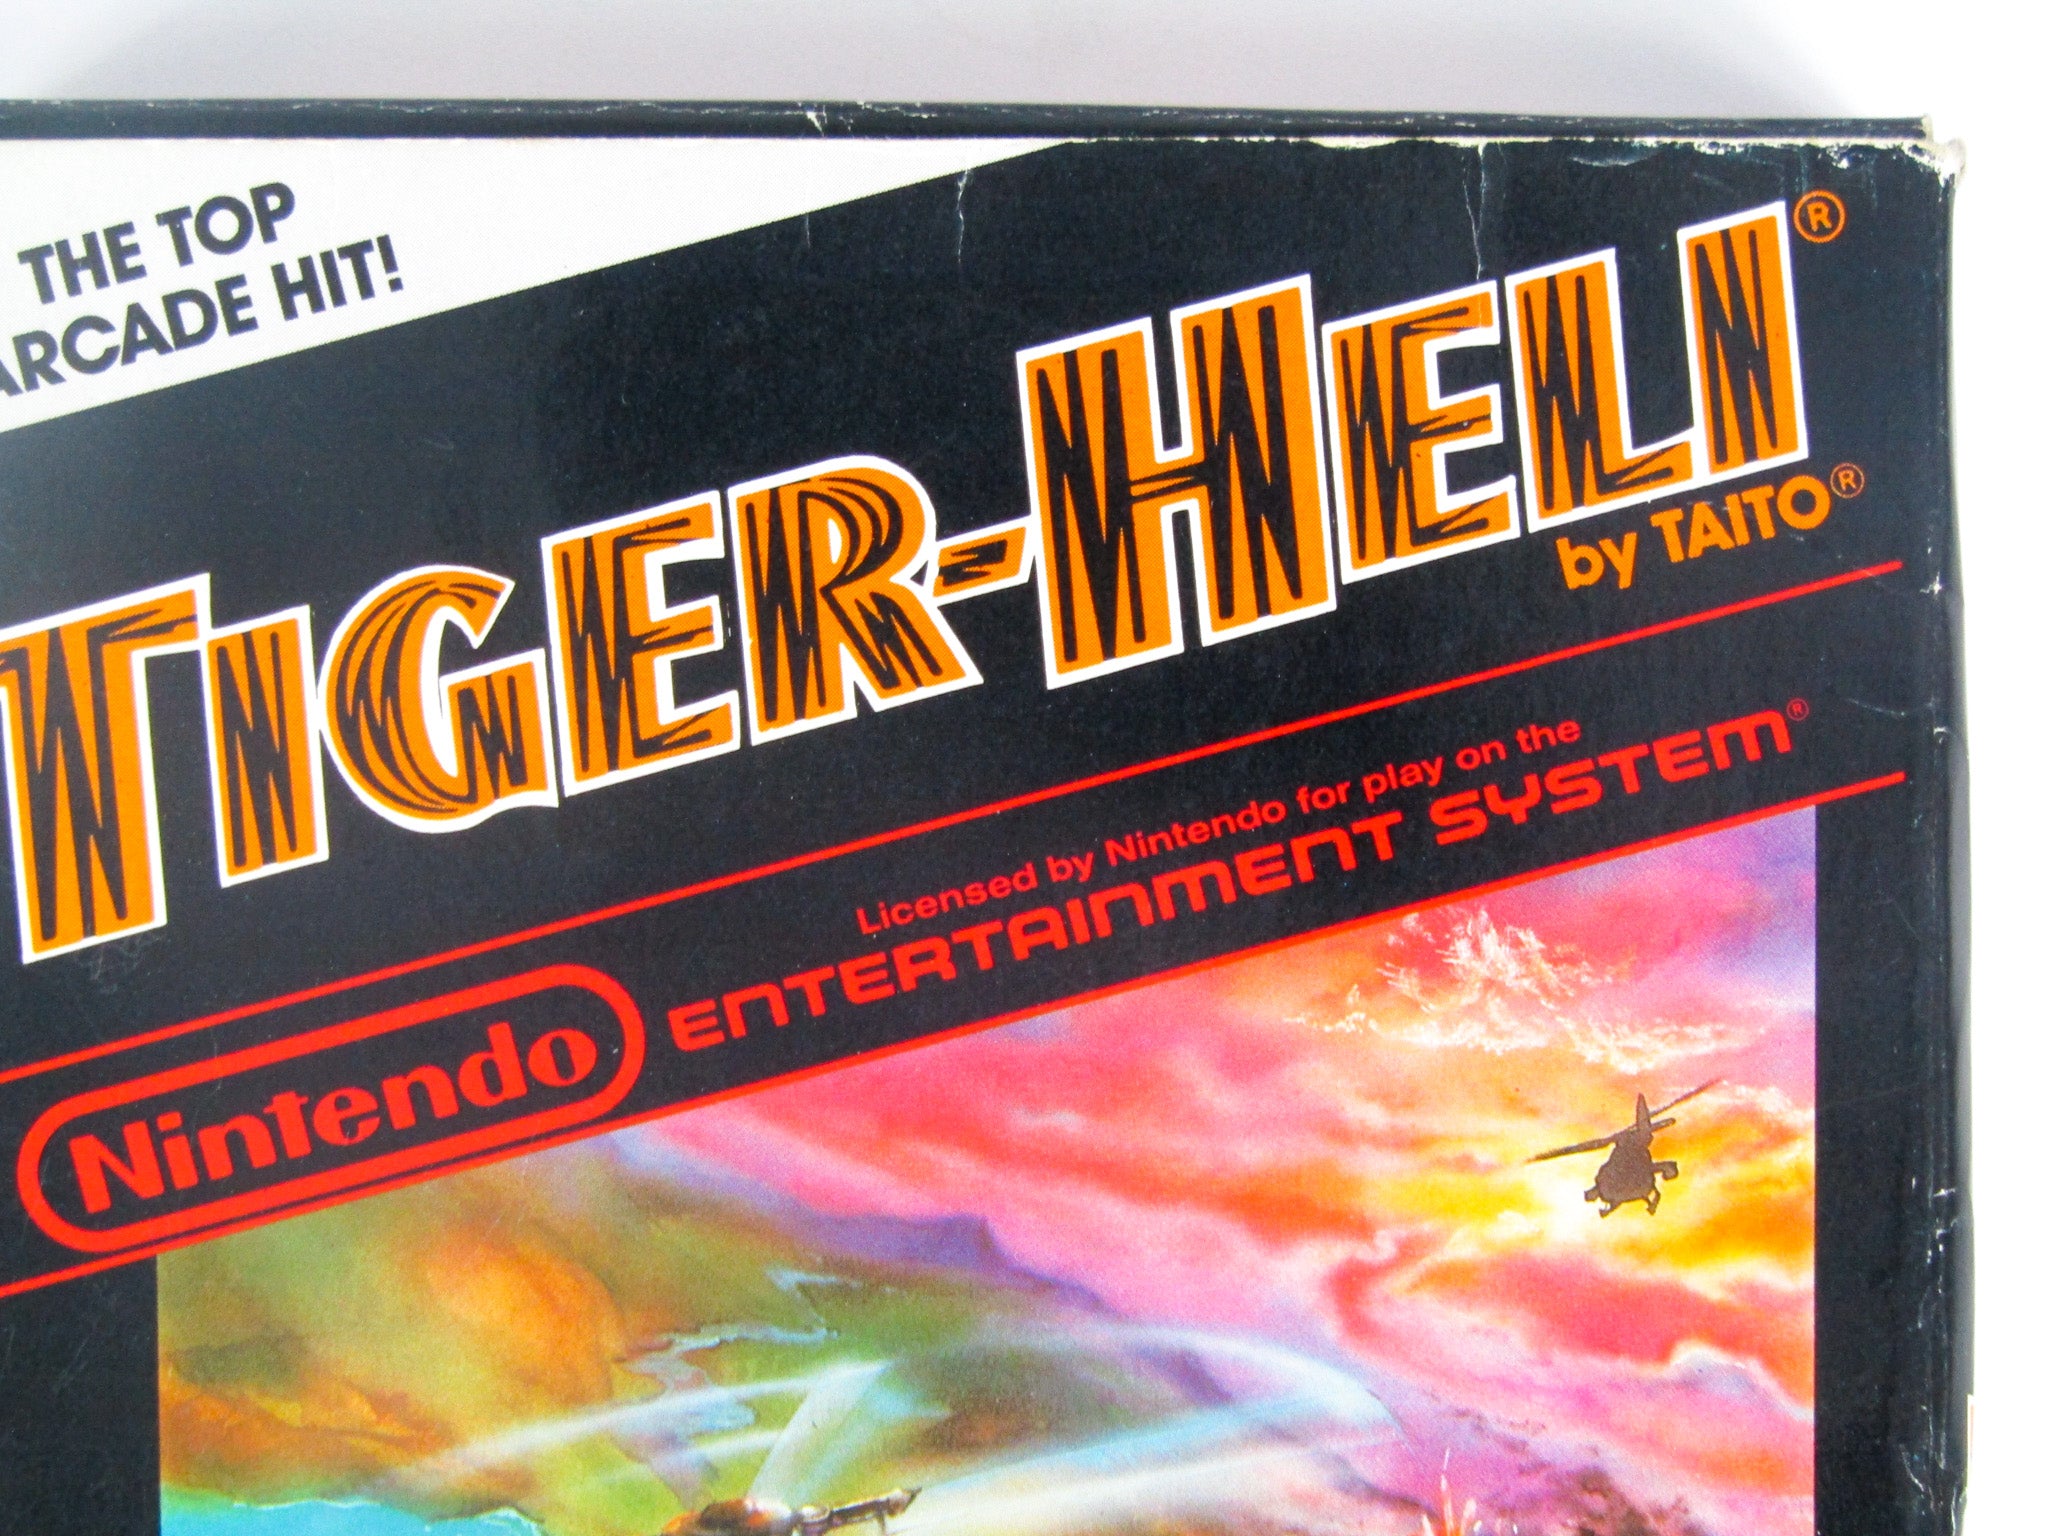 THE TOP
ARCADE HIT!
TIGER-HELI®
by TAITO®
Licensed by Nintendo for play on the
Nintendo ENTERTAINMENT SYSTEM®